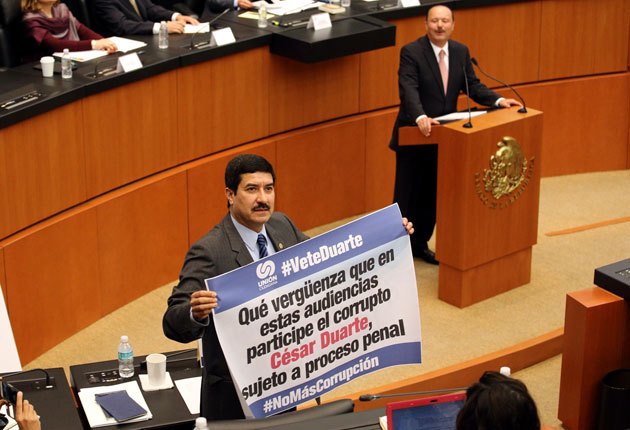 #VeteDuarte
UNIÓN
Qué vergüenza que en
estas audiencias
participe el corrupto
César Duarte,
sujeto a proceso penal
#NoMásCorrupción